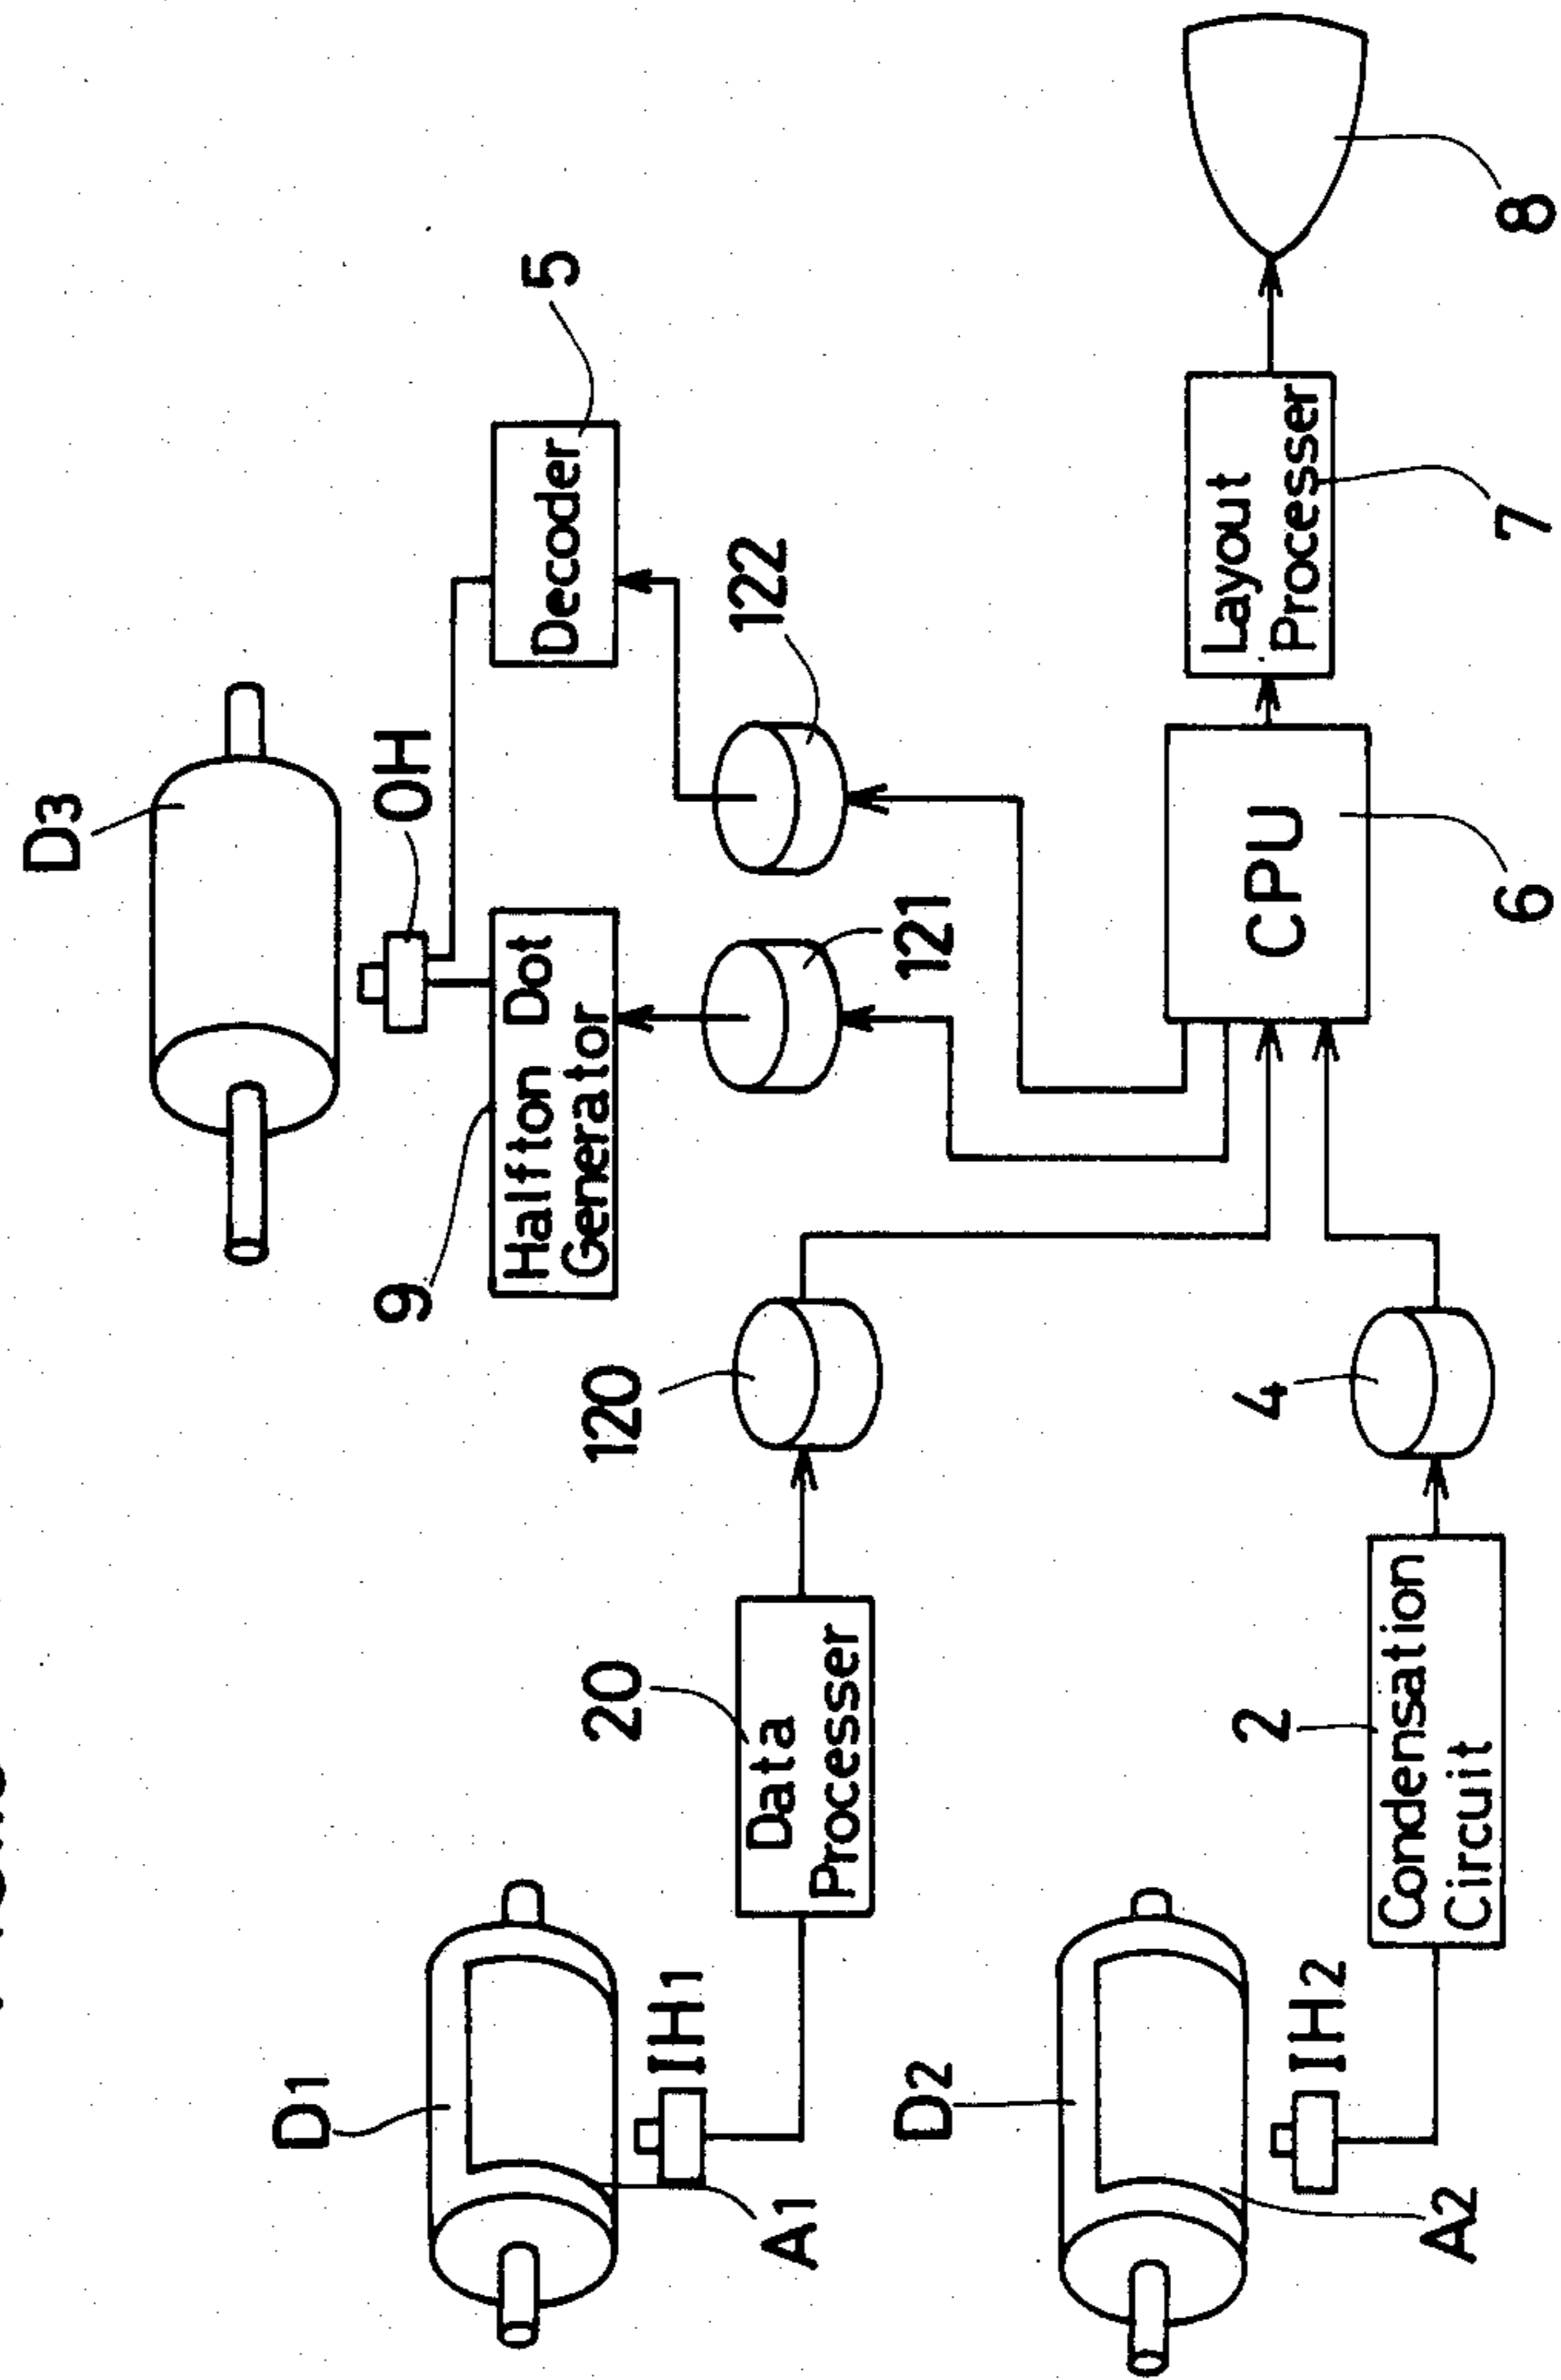 D3
D1
9
OH
5
Halfton Dot
Generator
Decoder
IH1
20
120
121
122
A1
Data
Processer
D2
IH2
2
4
CPU
Layout
Processer
A2
Condensation
Circuit
6
7
8